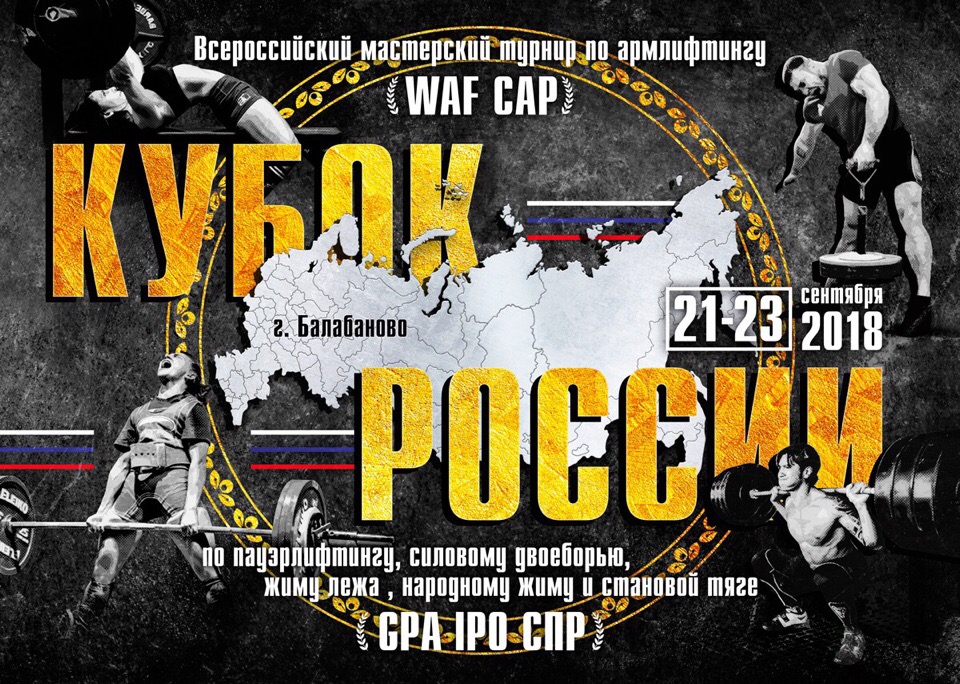 Всероссийский мастерский турнир по армлифтингу
WAF CAP
КУБОК
г. Балабаново
21-23
сентября
2018
РОССИИ
по пауэрлифтингу, силовому двоеборью,
жиму лежа , народному жиму и становой тяге
GPA IPO СПР